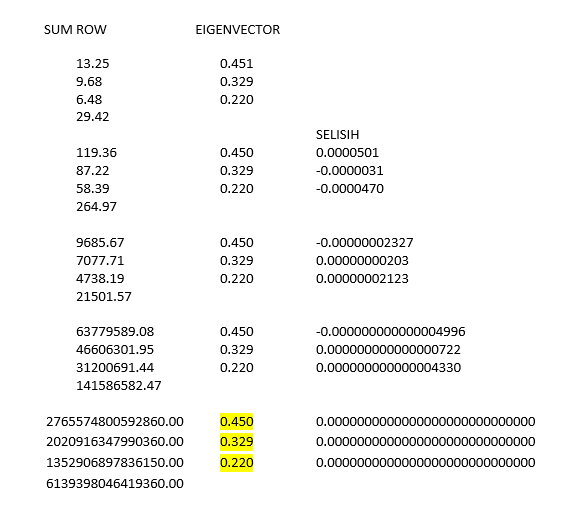 SUM ROW EIGENVECTOR
13.25 0.451
9.68 0.329
6.48 0.220
29.42
SELISIH
119.36 0.450 0.0000501
87.22 0.329 -0.0000031
58.39 0.220 -0.0000470
264.97
9685.67 0.450 -0.00000002327
7077.71 0.329 0.00000000203
4738.19 0.220 0.00000002123
21501.57
63779589.08 0.450 -0.000000000000004996
46606301.95 0.329 0.000000000000000722
31200691.44 0.220 0.000000000000004330
141586582.47
2765574800592860.00 0.450 0.0000000000000000000000000000
2020916347990360.00 0.329 0.0000000000000000000000000000
1352906897836150.00 0.220 0.0000000000000000000000000000
6139398046419360.00